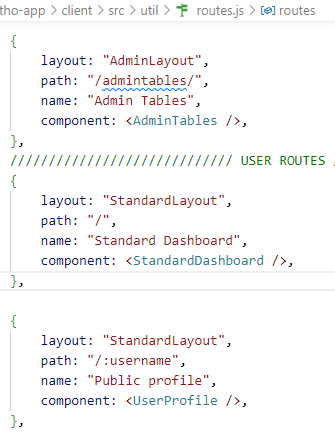 tho-app > client > src > util > routes.js > routes
{
layout: "AdminLayout",
path: "/admintables/",
name: "Admin Tables",
component: <AdminTables />,
},
///////////////////////////// USER ROUTES /
{
layout: "StandardLayout",
path: "/",
name: "Standard Dashboard",
component: <StandardDashboard />,
},
{
layout: "StandardLayout",
path: "/:username",
name: "Public profile",
component: <UserProfile />,
},